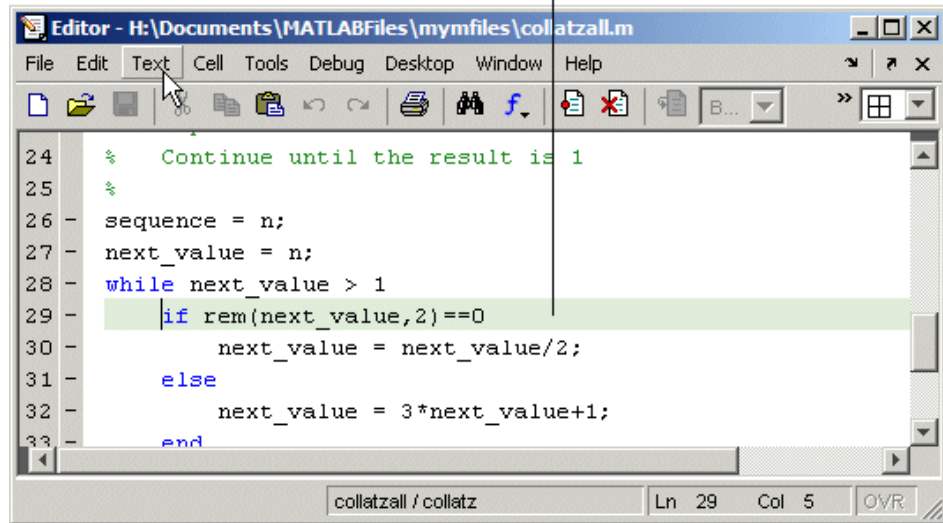 Editor - H:\Documents\MATLABFiles\mymfiles\collatzall.m
File Edit Text Cell Tools Debug Desktop Window Help
B...
24 % Continue until the result is 1
25 %
26 - sequence = n;
27 - next_value = n;
28 - while next_value > 1
29 - if rem(next_value,2)==0
30 - next_value = next_value/2;
31 - else
32 - next_value = 3*next_value+1;
33 - end
collatzall / collatz Ln 29 Col 5 OVR